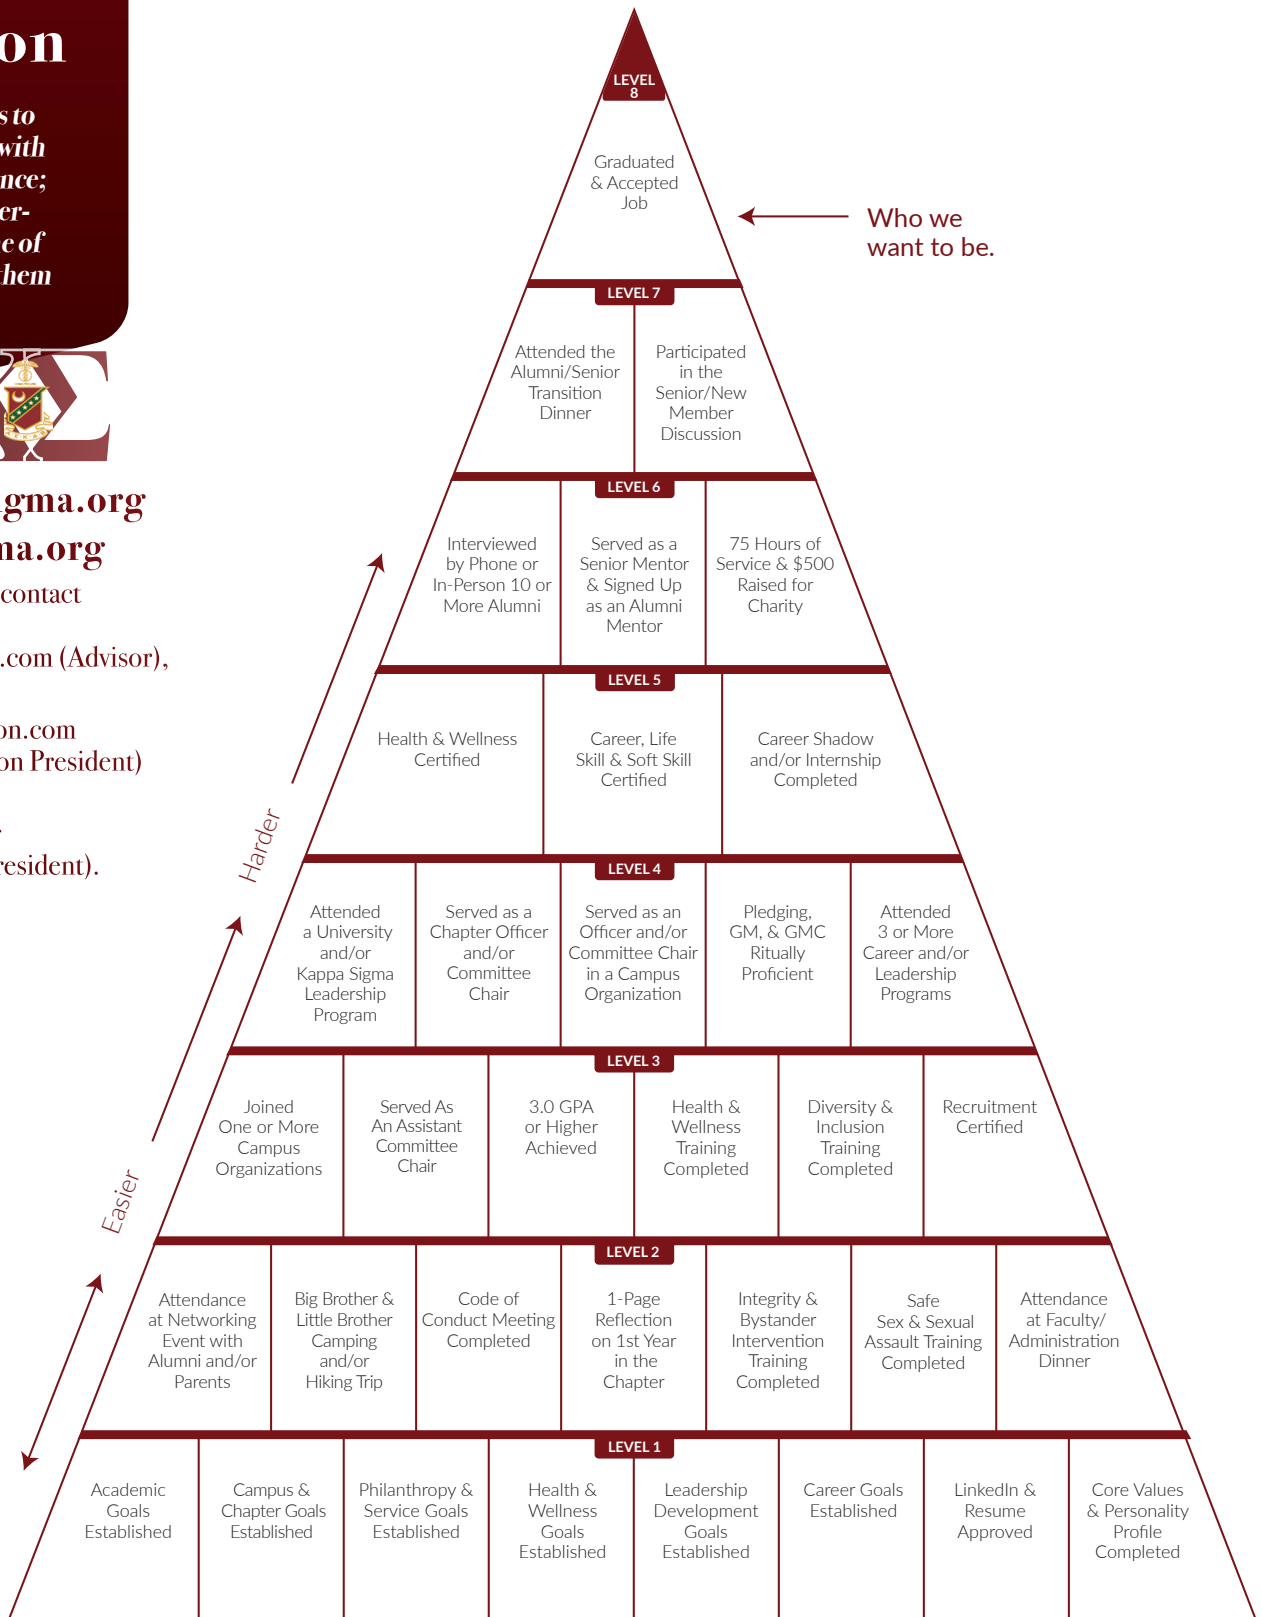 on
s to
with
nce;
er-
e of
them
gma.org
ma.org
contact
.com (Advisor),
on.com
on President)
resident).
LEVEL
8
Graduated
& Accepted
Job
Who we
want to be.
LEVEL 7
Attended the
Alumni/Senior
Transition
Dinner
Participated
in the
Senior/New
Member
Discussion
LEVEL 6
Interviewed
by Phone or
In-Person 10 or
More Alumni
Served as a
Senior Mentor
& Signed Up
as an Alumni
Mentor
75 Hours of
Service & $500
Raised for
Charity
LEVEL 5
Health & Wellness
Certified
Career, Life
Skill & Soft Skill
Certified
Career Shadow
and/or Internship
Completed
Harder
LEVEL 4
Attended
a University
and/or
Kappa Sigma
Leadership
Program
Served as a
Chapter Officer
and/or
Committee
Chair
Served as an
Officer and/or
Committee Chair
in a Campus
Organization
Pledging,
GM, & GMC
Ritually
Proficient
Attended
3 or More
Career and/or
Leadership
Programs
LEVEL 3
Joined
One or More
Campus
Organizations
Served As
An Assistant
Committee
Chair
3.0 GPA
or Higher
Achieved
Health &
Wellness
Training
Completed
Diversity &
Inclusion
Training
Completed
Recruitment
Certified
Easier
LEVEL 2
Attendance
at Networking
Event with
Alumni and/or
Parents
Big Brother &
Little Brother
Camping
and/or
Hiking Trip
Code of
Conduct Meeting
Completed
1-Page
Reflection
on 1st Year
in the
Chapter
Integrity &
Bystander
Intervention
Training
Completed
Safe
Sex & Sexual
Assault Training
Completed
Attendance
at Faculty/
Administration
Dinner
LEVEL 1
Academic
Goals
Established
Campus &
Chapter Goals
Established
Philanthropy &
Service Goals
Established
Health &
Wellness
Goals
Established
Leadership
Development
Goals
Established
Career Goals
Established
LinkedIn &
Resume
Approved
Core Values
& Personality
Profile
Completed